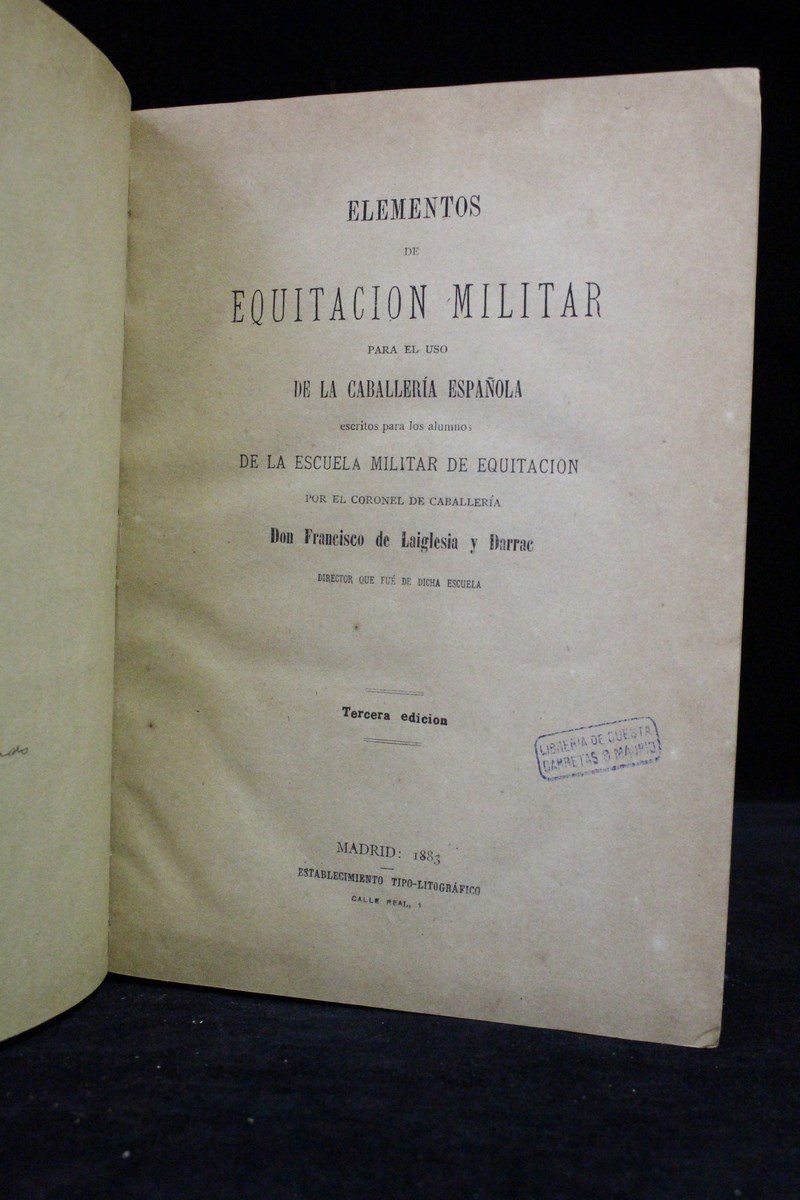 ELEMENTOS
DE
EQUITACION MILITAR
PARA EL USO
DE LA CABALLERÍA ESPAÑOLA
escritos para los alumnos
DE LA ESCUELA MILITAR DE EQUITACION
POR EL CORONEL DE CABALLERÍA
Don Francisco de Laiglesia y Darrac
DIRECTOR QUE FUÉ DE DICHA ESCUELA
Tercera edicion
LIBRERIA DE CUESTA
CARRETAS 9 MADRID
MADRID: 1883
ESTABLECIMIENTO TIPO-LITOGRÁFICO
CALLE REAL, 1